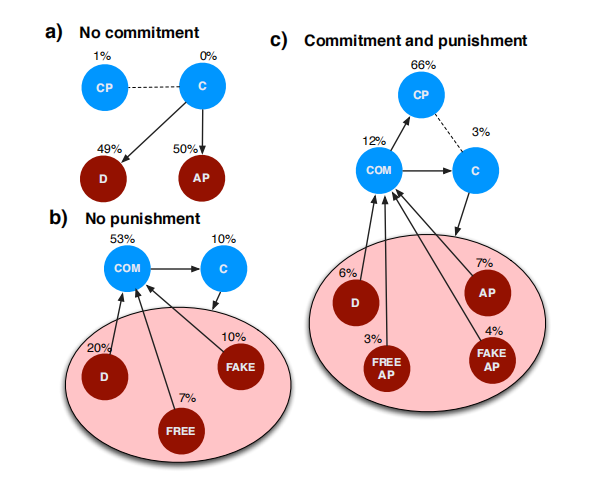 a) No commitment
1%
0%
CP
C
49%
50%
D
AP
b) No punishment
53%
10%
COM
C
20%
10%
D
FAKE
7%
FREE
c) Commitment and punishment
66%
CP
12%
3%
COM
C
6%
7%
D
AP
3%
4%
FREE
AP
FAKE
AP